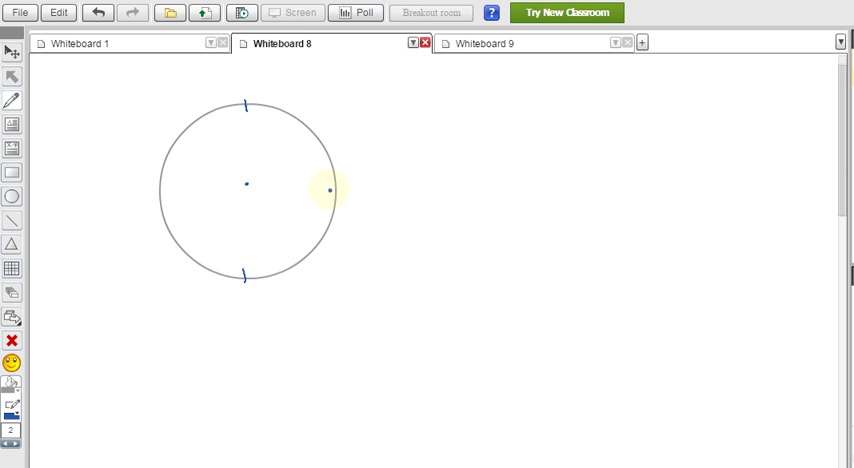 File Edit Screen Poll Breakout room ? Try New Classroom
Whiteboard 1 Whiteboard 8 Whiteboard 9 +
2